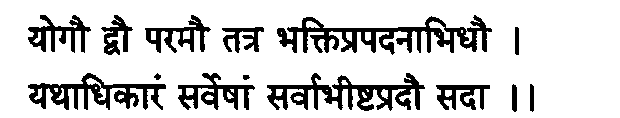 योगौ द्वौ परमौ तत्र भक्तिप्रपदनाभिधौ ।
यथाधिकारं सर्वेषां सर्वाभीष्टप्रदौ सदा ।।